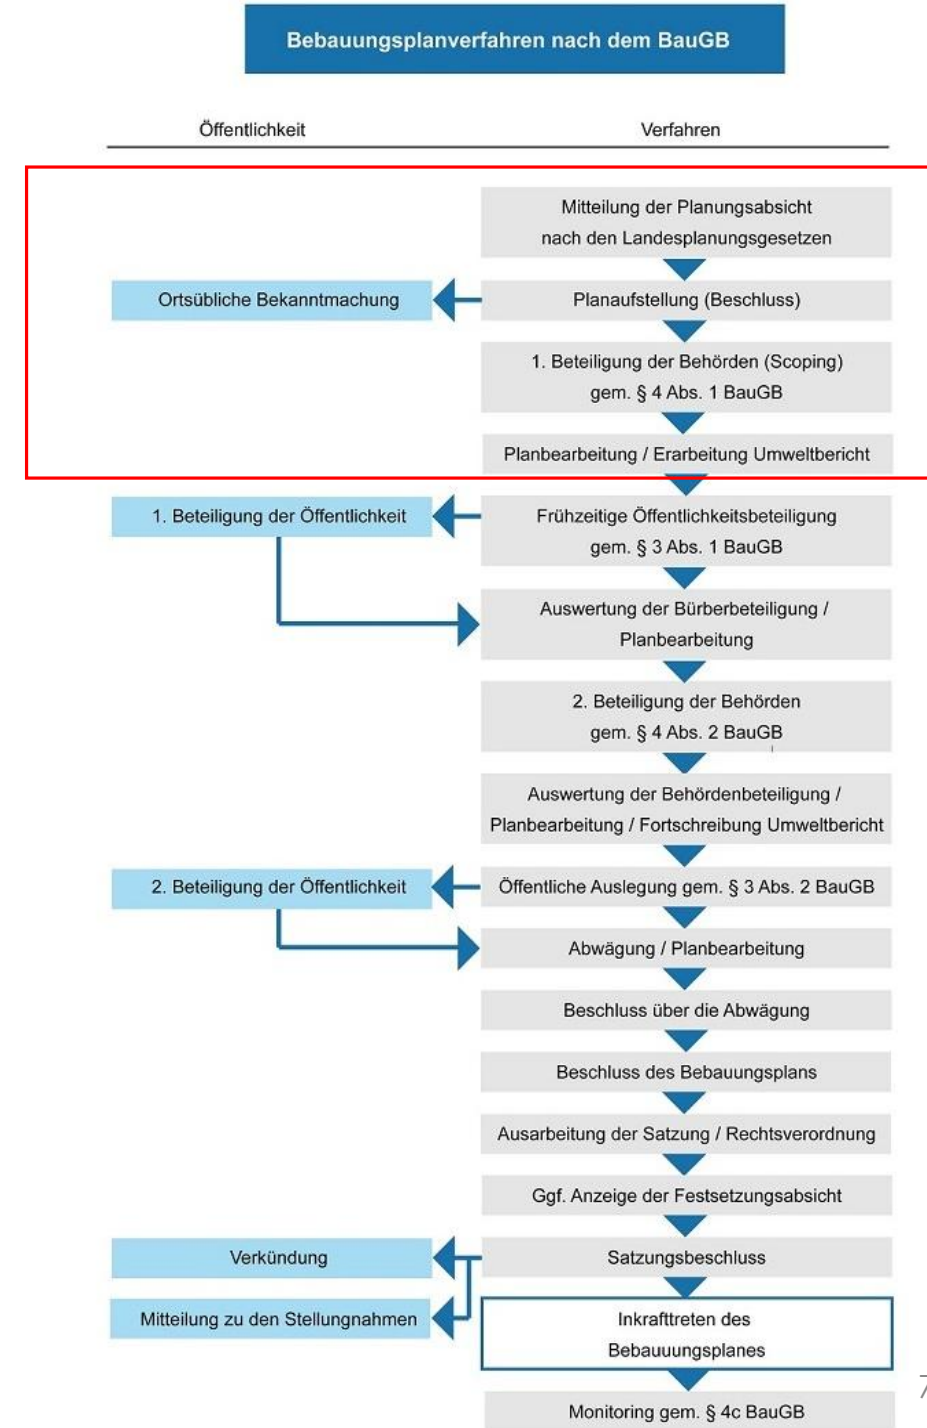 Bebauungsplanverfahren nach dem BauGB
Öffentlichkeit
Verfahren
Mitteilung der Planungsabsicht
nach den Landesplanungsgesetzen
Ortsübliche Bekanntmachung
Planaufstellung (Beschluss)
1. Beteiligung der Behörden (Scoping)
gem. § 4 Abs. 1 BauGB
Planbearbeitung / Erarbeitung Umweltbericht
1. Beteiligung der Öffentlichkeit
Frühzeitige Öffentlichkeitsbeteiligung
gem. § 3 Abs. 1 BauGB
Auswertung der Bürberbeteiligung /
Planbearbeitung
2. Beteiligung der Behörden
gem. § 4 Abs. 2 BauGB
Auswertung der Behördenbeteiligung /
Planbearbeitung / Fortschreibung Umweltbericht
2. Beteiligung der Öffentlichkeit
Öffentliche Auslegung gem. § 3 Abs. 2 BauGB
Abwägung / Planbearbeitung
Beschluss über die Abwägung
Beschluss des Bebauungsplans
Ausarbeitung der Satzung / Rechtsverordnung
Ggf. Anzeige der Festsetzungsabsicht
Verkündung
Satzungsbeschluss
Mitteilung zu den Stellungnahmen
Inkrafttreten des
Bebauuungsplanes
Monitoring gem. § 4c BauGB